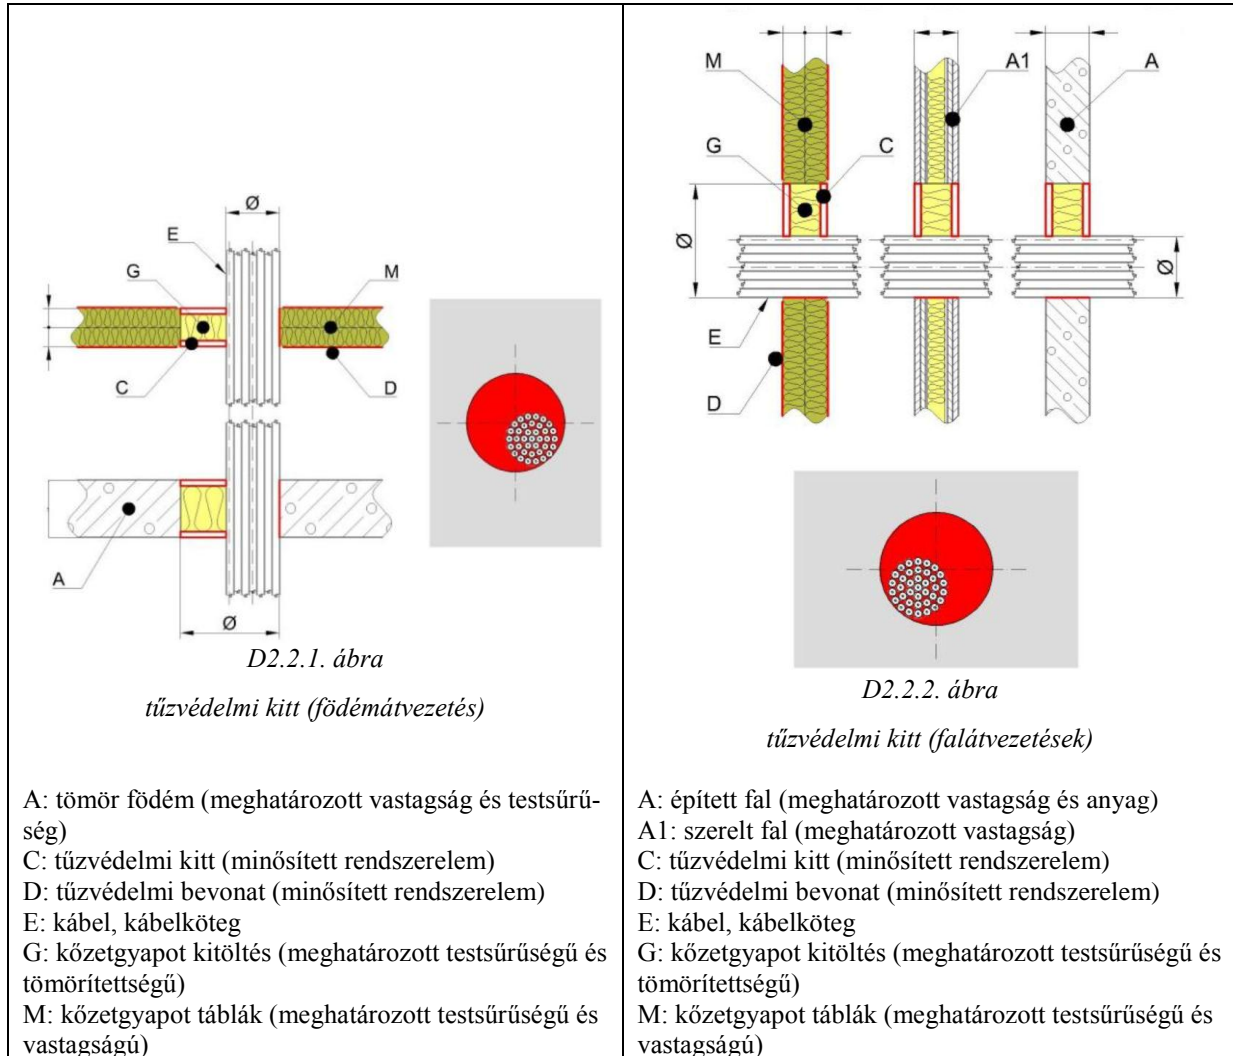 Ø
E
G
M
C
D
A
Ø
D2.2.1. ábra
tűzvédelmi kitt (födémátvezetés)
A: tömör födém (meghatározott vastagság és testsűrű-
ség)
C: tűzvédelmi kitt (minősített rendszerelem)
D: tűzvédelmi bevonat (minősített rendszerelem)
E: kábel, kábelköteg
G: kőzetgyapot kitöltés (meghatározott testsűrűségű és
tömörítettségű)
M: kőzetgyapot táblák (meghatározott testsűrűségű és
vastagságú)
M
A1
A
G
C
Ø
Ø
E
D
D2.2.2. ábra
tűzvédelmi kitt (falátvezetések)
A: épített fal (meghatározott vastagság és anyag)
A1: szerelt fal (meghatározott vastagság)
C: tűzvédelmi kitt (minősített rendszerelem)
D: tűzvédelmi bevonat (minősített rendszerelem)
E: kábel, kábelköteg
G: kőzetgyapot kitöltés (meghatározott testsűrűségű és
tömörítettségű)
M: kőzetgyapot táblák (meghatározott testsűrűségű és
vastagságú)